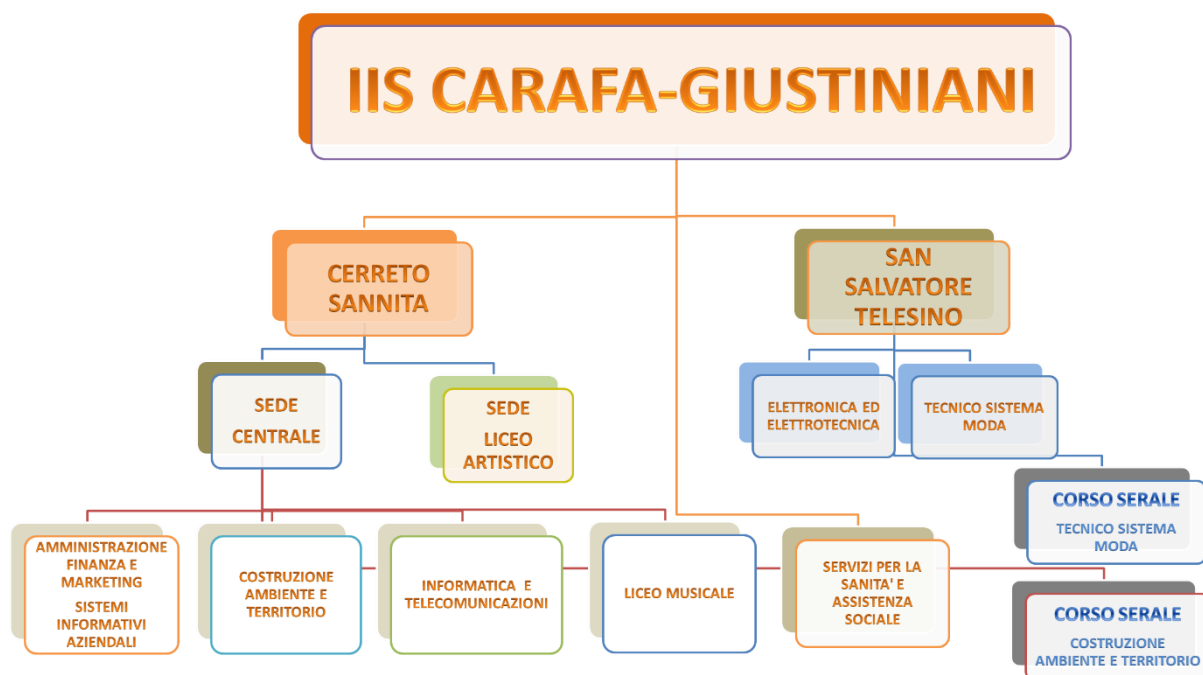 IIS CARAFA-GIUSTINIANI
CERRETO
SANNITA
SAN
SALVATORE
TELESINO
SEDE
CENTRALE
SEDE
LICEO
ARTISTICO
ELETTRONICA ED
ELETTROTECNICA
TECNICO SISTEMA
MODA
CORSO SERALE
TECNICO SISTEMA
MODA
AMMINISTRAZIONE
FINANZA E
MARKETING
SISTEMI
INFORMATIVI
AZIENDALI
COSTRUZIONE
AMBIENTE E
TERRITORIO
INFORMATICA E
TELECOMUNICAZIONI
LICEO MUSICALE
SERVIZI PER LA
SANITA' E
ASSISTENZA
SOCIALE
CORSO SERALE
COSTRUZIONE
AMBIENTE E TERRITORIO